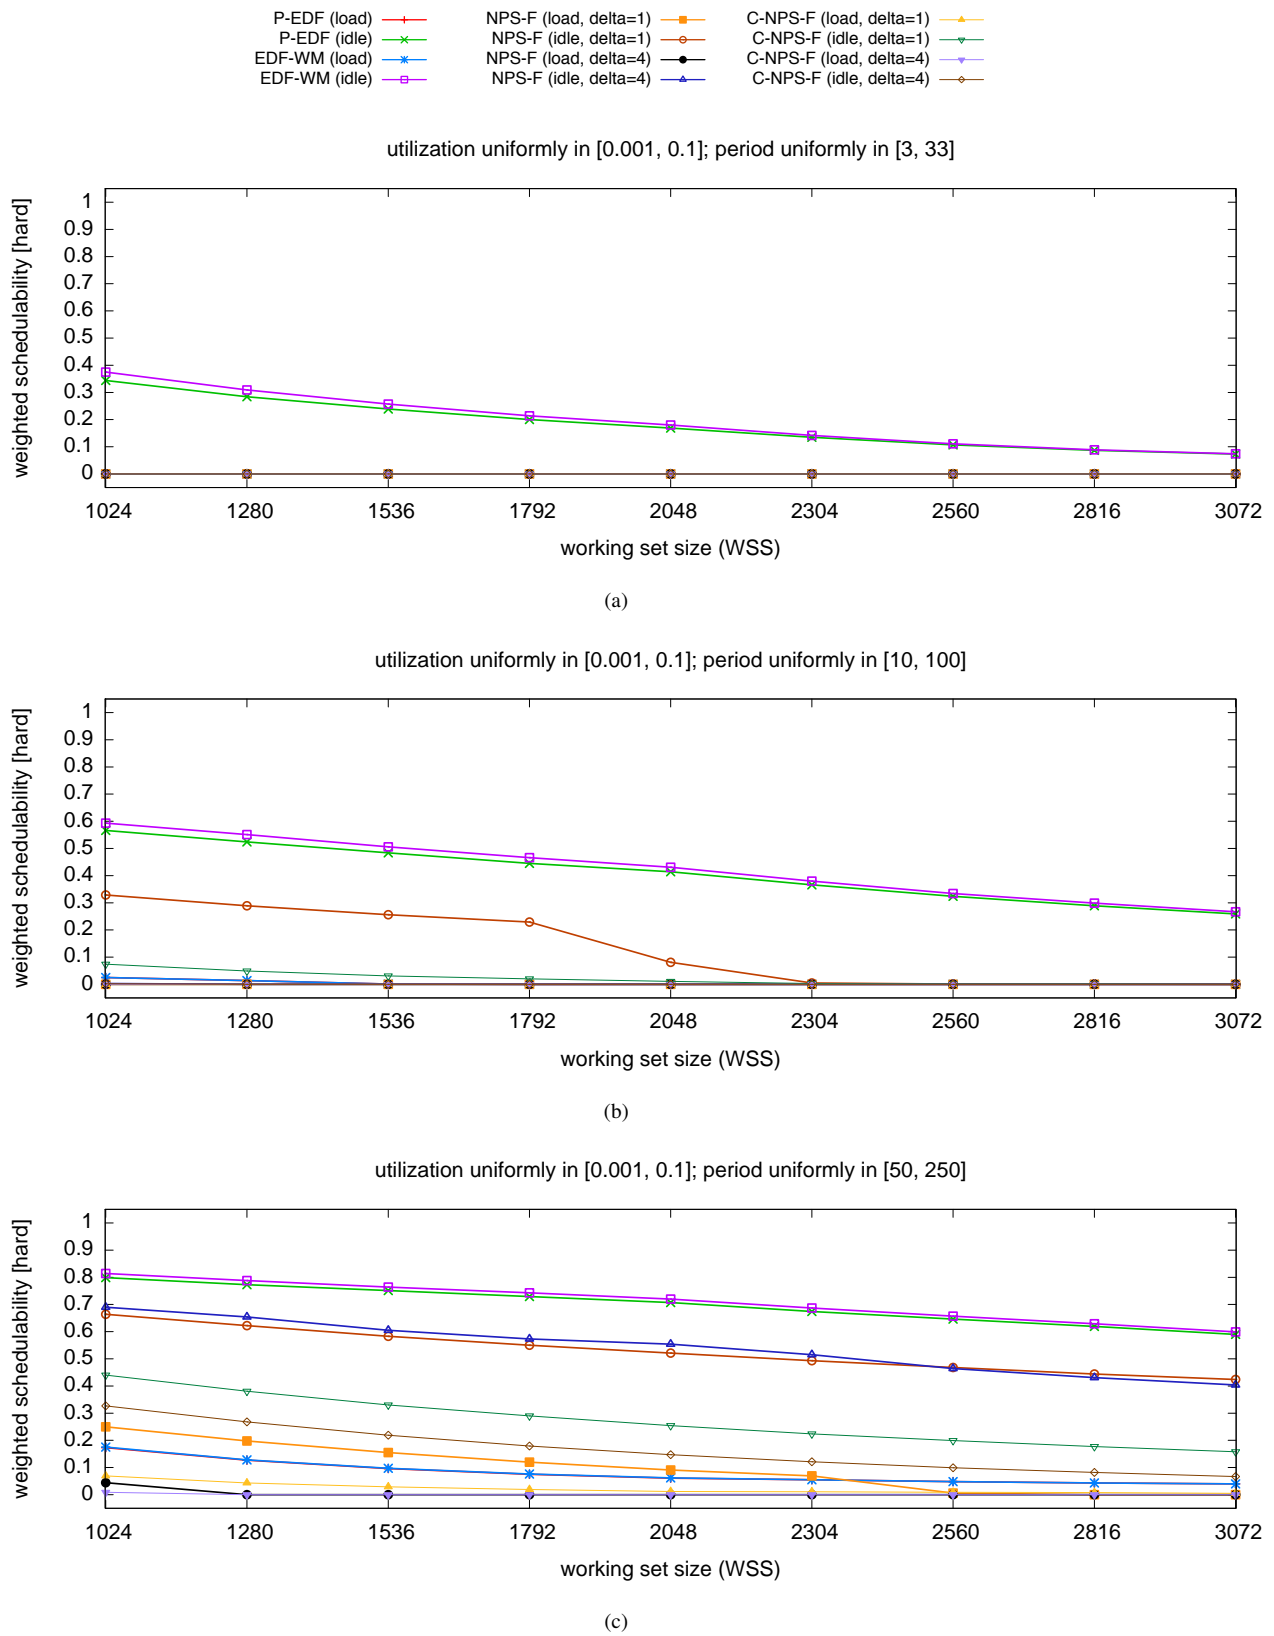 P-EDF (load)
P-EDF (idle)
EDF-WM (load)
EDF-WM (idle)
NPS-F (load, delta=1)
NPS-F (idle, delta=1)
NPS-F (load, delta=4)
NPS-F (idle, delta=4)
C-NPS-F (load, delta=1)
C-NPS-F (idle, delta=1)
C-NPS-F (load, delta=4)
C-NPS-F (idle, delta=4)
utilization uniformly in [0.001, 0.1]; period uniformly in [3, 33]
weighted schedulability [hard]
1
0.9
0.8
0.7
0.6
0.5
0.4
0.3
0.2
0.1
0
1024 1280 1536 1792 2048 2304 2560 2816 3072
working set size (WSS)
(a)
utilization uniformly in [0.001, 0.1]; period uniformly in [10, 100]
weighted schedulability [hard]
1
0.9
0.8
0.7
0.6
0.5
0.4
0.3
0.2
0.1
0
1024 1280 1536 1792 2048 2304 2560 2816 3072
working set size (WSS)
(b)
utilization uniformly in [0.001, 0.1]; period uniformly in [50, 250]
weighted schedulability [hard]
1
0.9
0.8
0.7
0.6
0.5
0.4
0.3
0.2
0.1
0
1024 1280 1536 1792 2048 2304 2560 2816 3072
working set size (WSS)
(c)